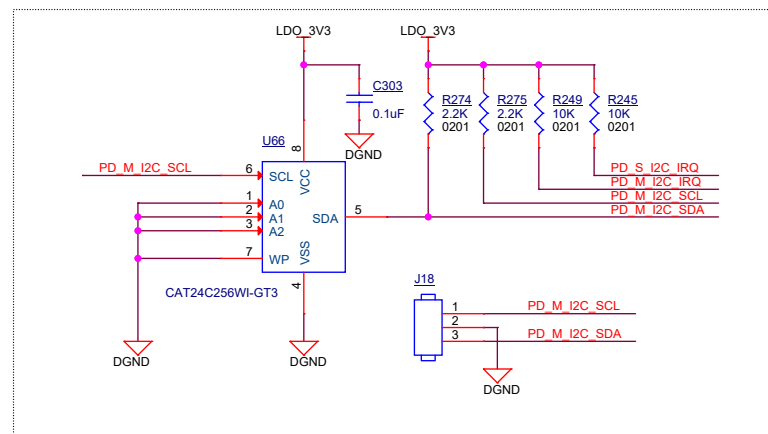 LDO_3V3
LDO_3V3
C303
0.1uF
DGND
R274
2.2K
0201
R275
2.2K
0201
R249
10K
0201
R245
10K
0201
U66
8
PD_M_I2C_SCL
6
SCL
VCC
1
A0
2
A1
3
A2
7
WP
SDA
5
VSS
4
CAT24C256WI-GT3
PD_S_I2C_IRQ
PD_M_I2C_IRQ
PD_M_I2C_SCL
PD_M_I2C_SDA
DGND
DGND
J18
1
PD_M_I2C_SCL
2
3
PD_M_I2C_SDA
DGND